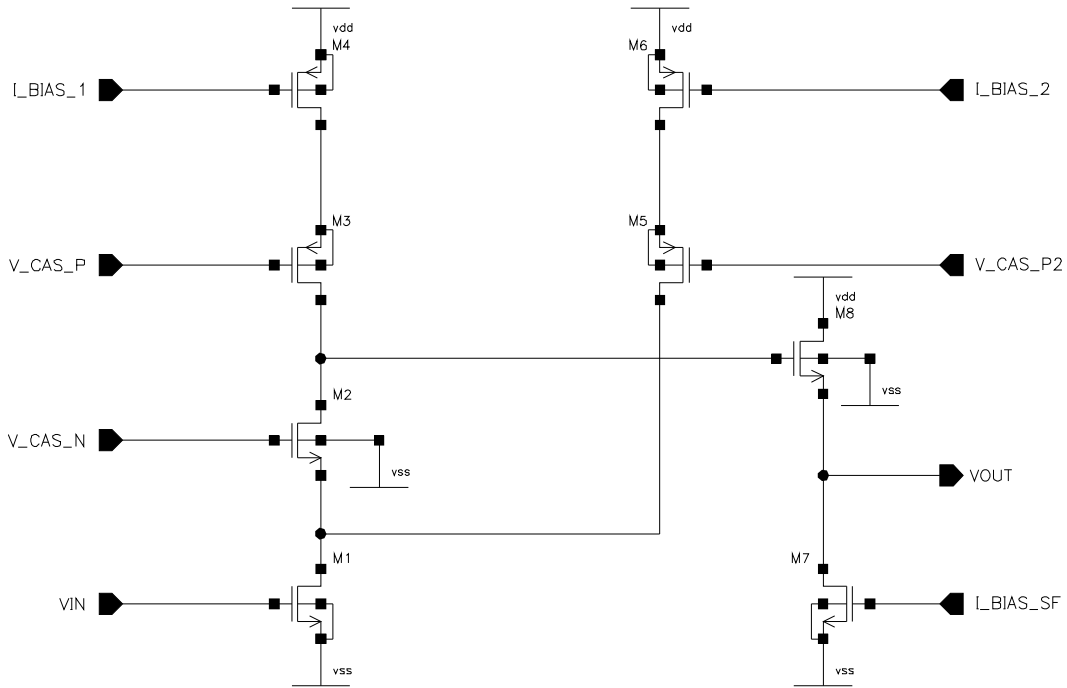 vdd
vdd
M4
M6
I_BIAS_1
I_BIAS_2
M3
M5
V_CAS_P
V_CAS_P2
vdd
M8
M2
vss
V_CAS_N
vss
VOUT
M1
M7
VIN
I_BIAS_SF
vss
vss